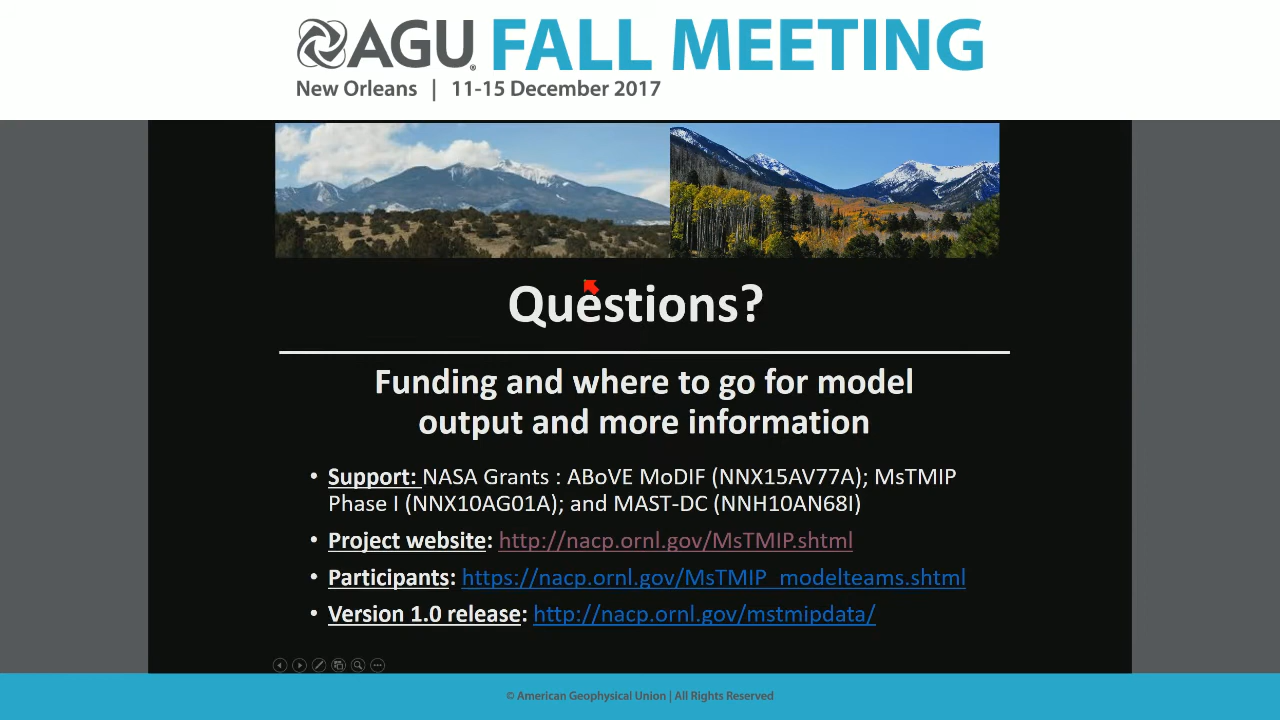 AGU FALL MEETING
New Orleans | 11-15 December 2017
Questions?
Funding and where to go for model
output and more information
• Support: NASA Grants : ABoVE MoDIF (NNX15AV77A); MsTMIP
Phase I (NNX10AG01A); and MAST-DC (NNH10AN68I)
• Project website: http://nacp.ornl.gov/MsTMIP.shtml
• Participants: https://nacp.ornl.gov/MsTMIP_modelteams.shtml
• Version 1.0 release: http://nacp.ornl.gov/mstmipdata/
© American Geophysical Union | All Rights Reserved